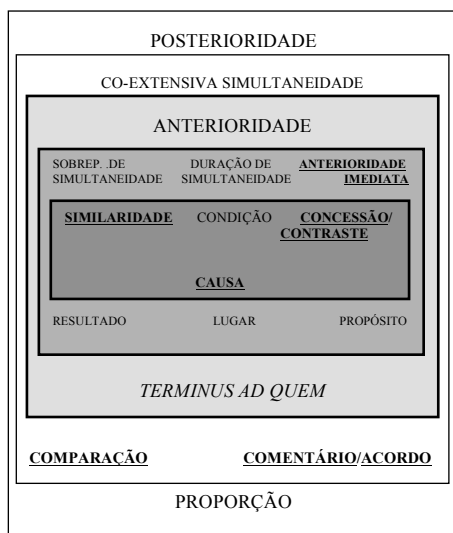 POSTERIORIDADE
CO-EXTENSIVA SIMULTANEIDADE
ANTERIORIDADE
SOBREP. .DE DURAÇÃO DE ANTERIORIDADE
SIMULTANEIDADE SIMULTANEIDADE IMEDIATA
SIMILARIDADE CONDIÇÃO CONCESSÃO/
CONTRASTE
CAUSA
RESULTADO LUGAR PROPÓSITO
TERMINUS AD QUEM
COMPARAÇÃO COMENTÁRIO/ACORDO
PROPORÇÃO